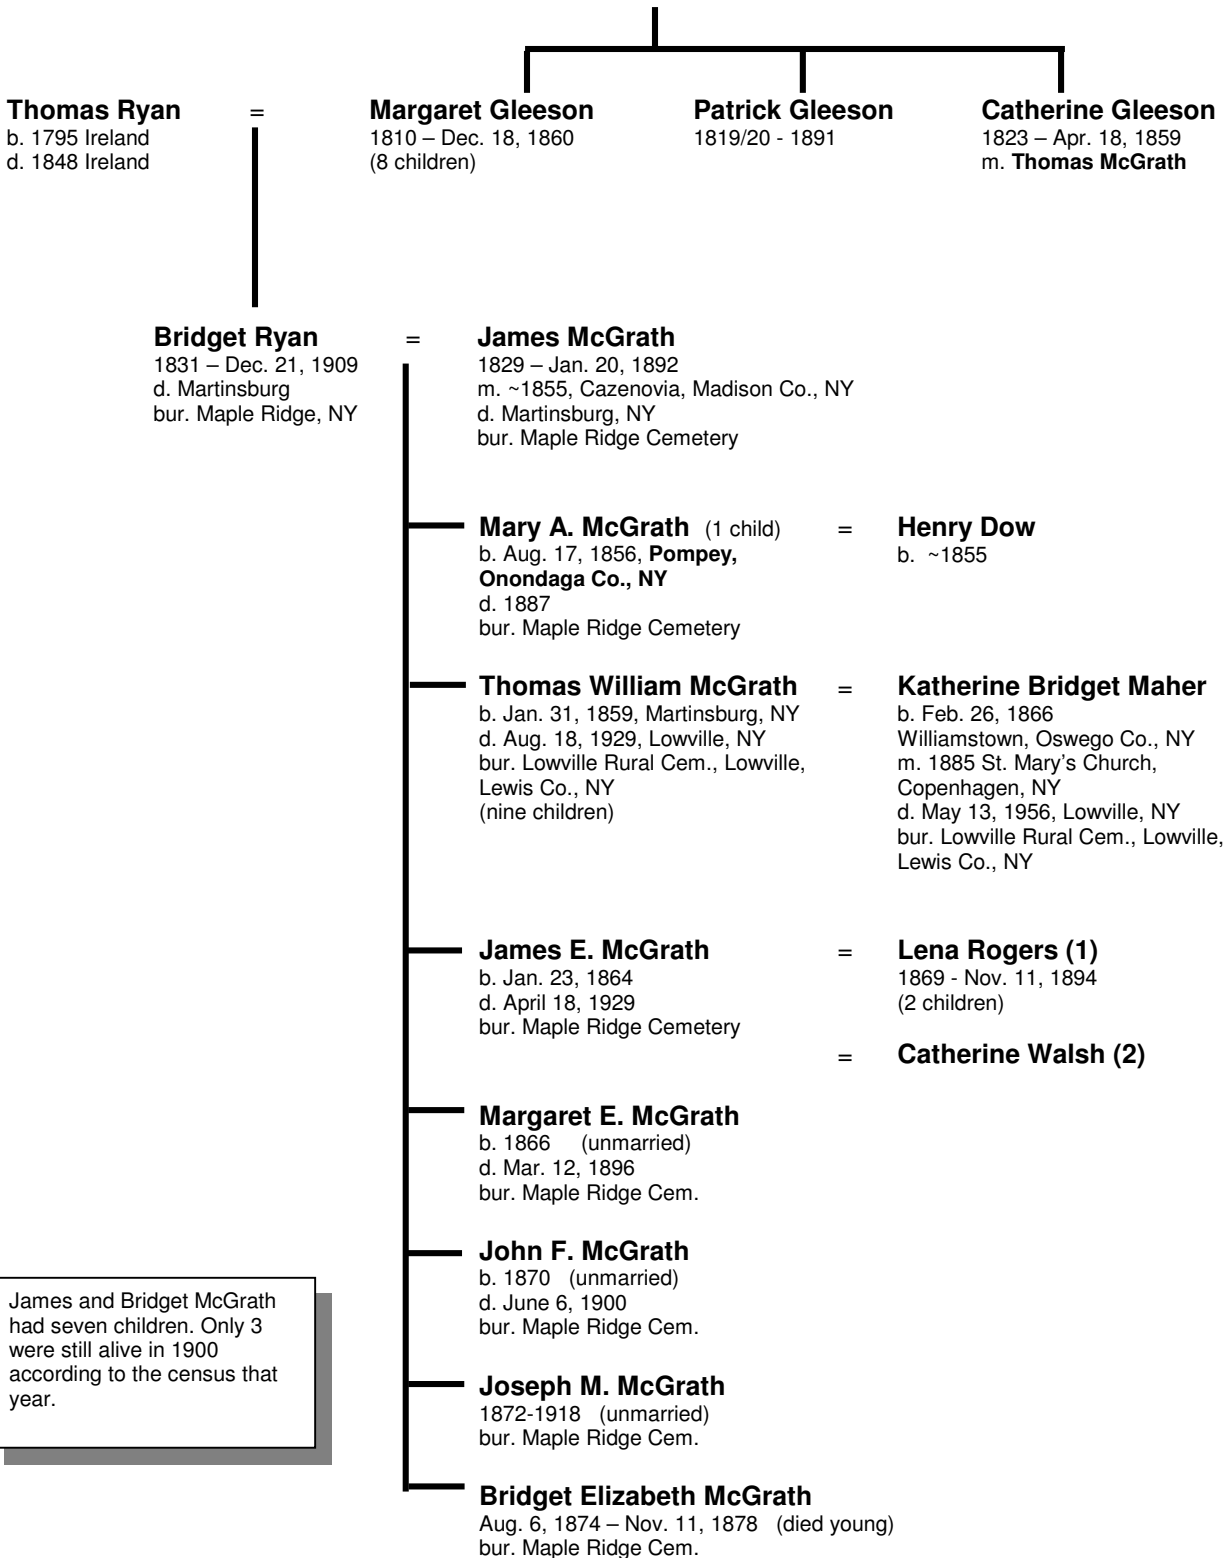 Thomas Ryan
b. 1795 Ireland
d. 1848 Ireland
=
Margaret Gleeson
1810 – Dec. 18, 1860
(8 children)
Patrick Gleeson
1819/20 - 1891
Catherine Gleeson
1823 – Apr. 18, 1859
m. Thomas McGrath
Bridget Ryan
1831 – Dec. 21, 1909
d. Martinsburg
bur. Maple Ridge, NY
=
James McGrath
1829 – Jan. 20, 1892
m. ~1855, Cazenovia, Madison Co., NY
d. Martinsburg, NY
bur. Maple Ridge Cemetery
Mary A. McGrath (1 child)
b. Aug. 17, 1856, Pompey,
Onondaga Co., NY
d. 1887
bur. Maple Ridge Cemetery
=
Henry Dow
b. ~1855
Thomas William McGrath
b. Jan. 31, 1859, Martinsburg, NY
d. Aug. 18, 1929, Lowville, NY
bur. Lowville Rural Cem., Lowville,
Lewis Co., NY
(nine children)
=
Katherine Bridget Maher
b. Feb. 26, 1866
Williamstown, Oswego Co., NY
m. 1885 St. Mary's Church,
Copenhagen, NY
d. May 13, 1956, Lowville, NY
bur. Lowville Rural Cem., Lowville,
Lewis Co., NY
James E. McGrath
b. Jan. 23, 1864
d. April 18, 1929
bur. Maple Ridge Cemetery
=
Lena Rogers (1)
1869 - Nov. 11, 1894
(2 children)
=
Catherine Walsh (2)
Margaret E. McGrath
b. 1866 (unmarried)
d. Mar. 12, 1896
bur. Maple Ridge Cem.
John F. McGrath
b. 1870 (unmarried)
d. June 6, 1900
bur. Maple Ridge Cem.
James and Bridget McGrath
had seven children. Only 3
were still alive in 1900
according to the census that
year.
Joseph M. McGrath
1872-1918 (unmarried)
bur. Maple Ridge Cem.
Bridget Elizabeth McGrath
Aug. 6, 1874 – Nov. 11, 1878 (died young)
bur. Maple Ridge Cem.